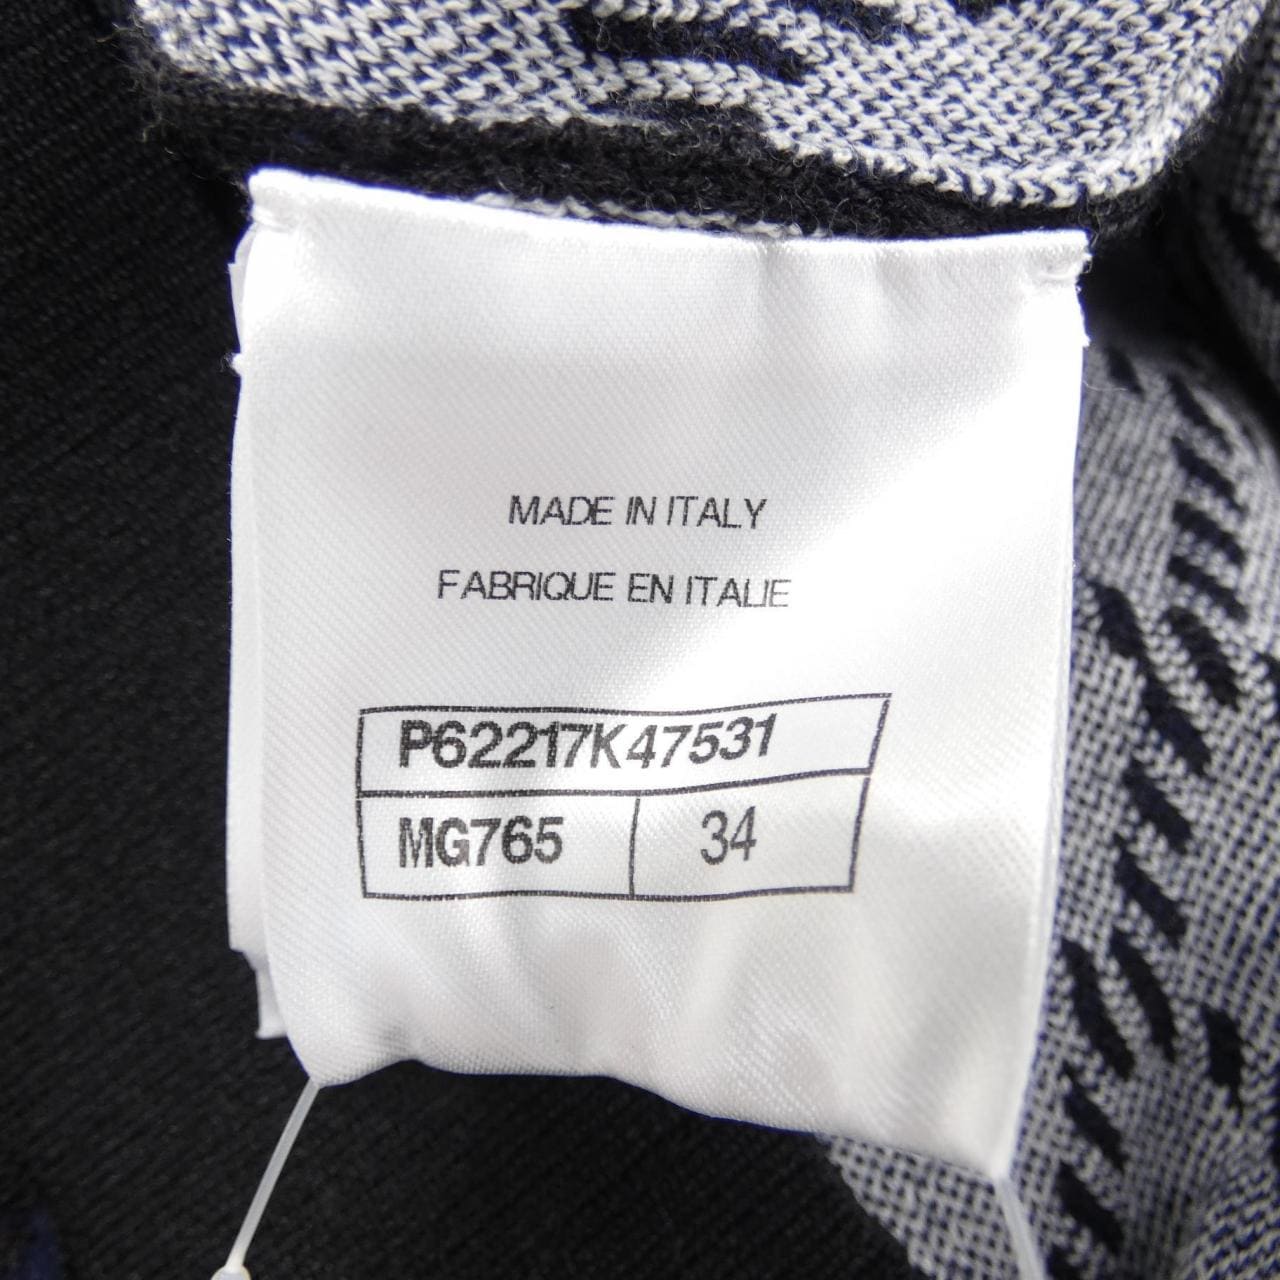 MADE IN ITALY
FABRIQUE EN ITALIE
P62217K47531
MG765 34